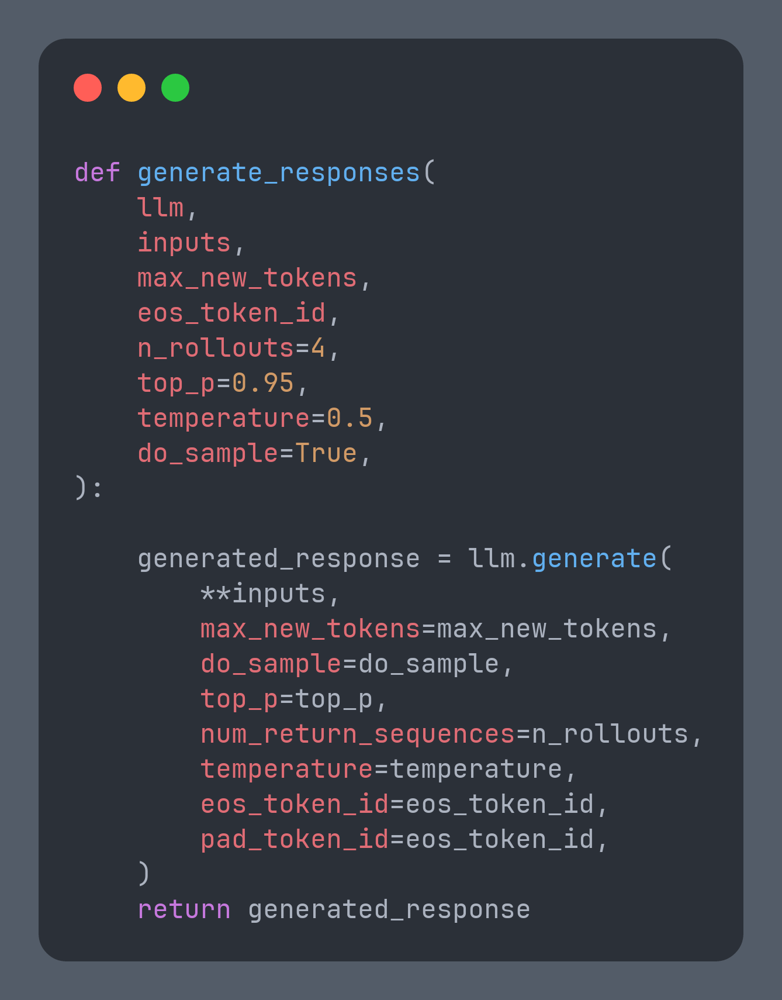 def generate_responses(
    llm,
    inputs,
    max_new_tokens,
    eos_token_id,
    n_rollouts=4,
    top_p=0.95,
    temperature=0.5,
    do_sample=True,
):

    generated_response = llm.generate(
        **inputs,
        max_new_tokens=max_new_tokens,
        do_sample=do_sample,
        top_p=top_p,
        num_return_sequences=n_rollouts,
        temperature=temperature,
        eos_token_id=eos_token_id,
        pad_token_id=eos_token_id,
    )
    return generated_response